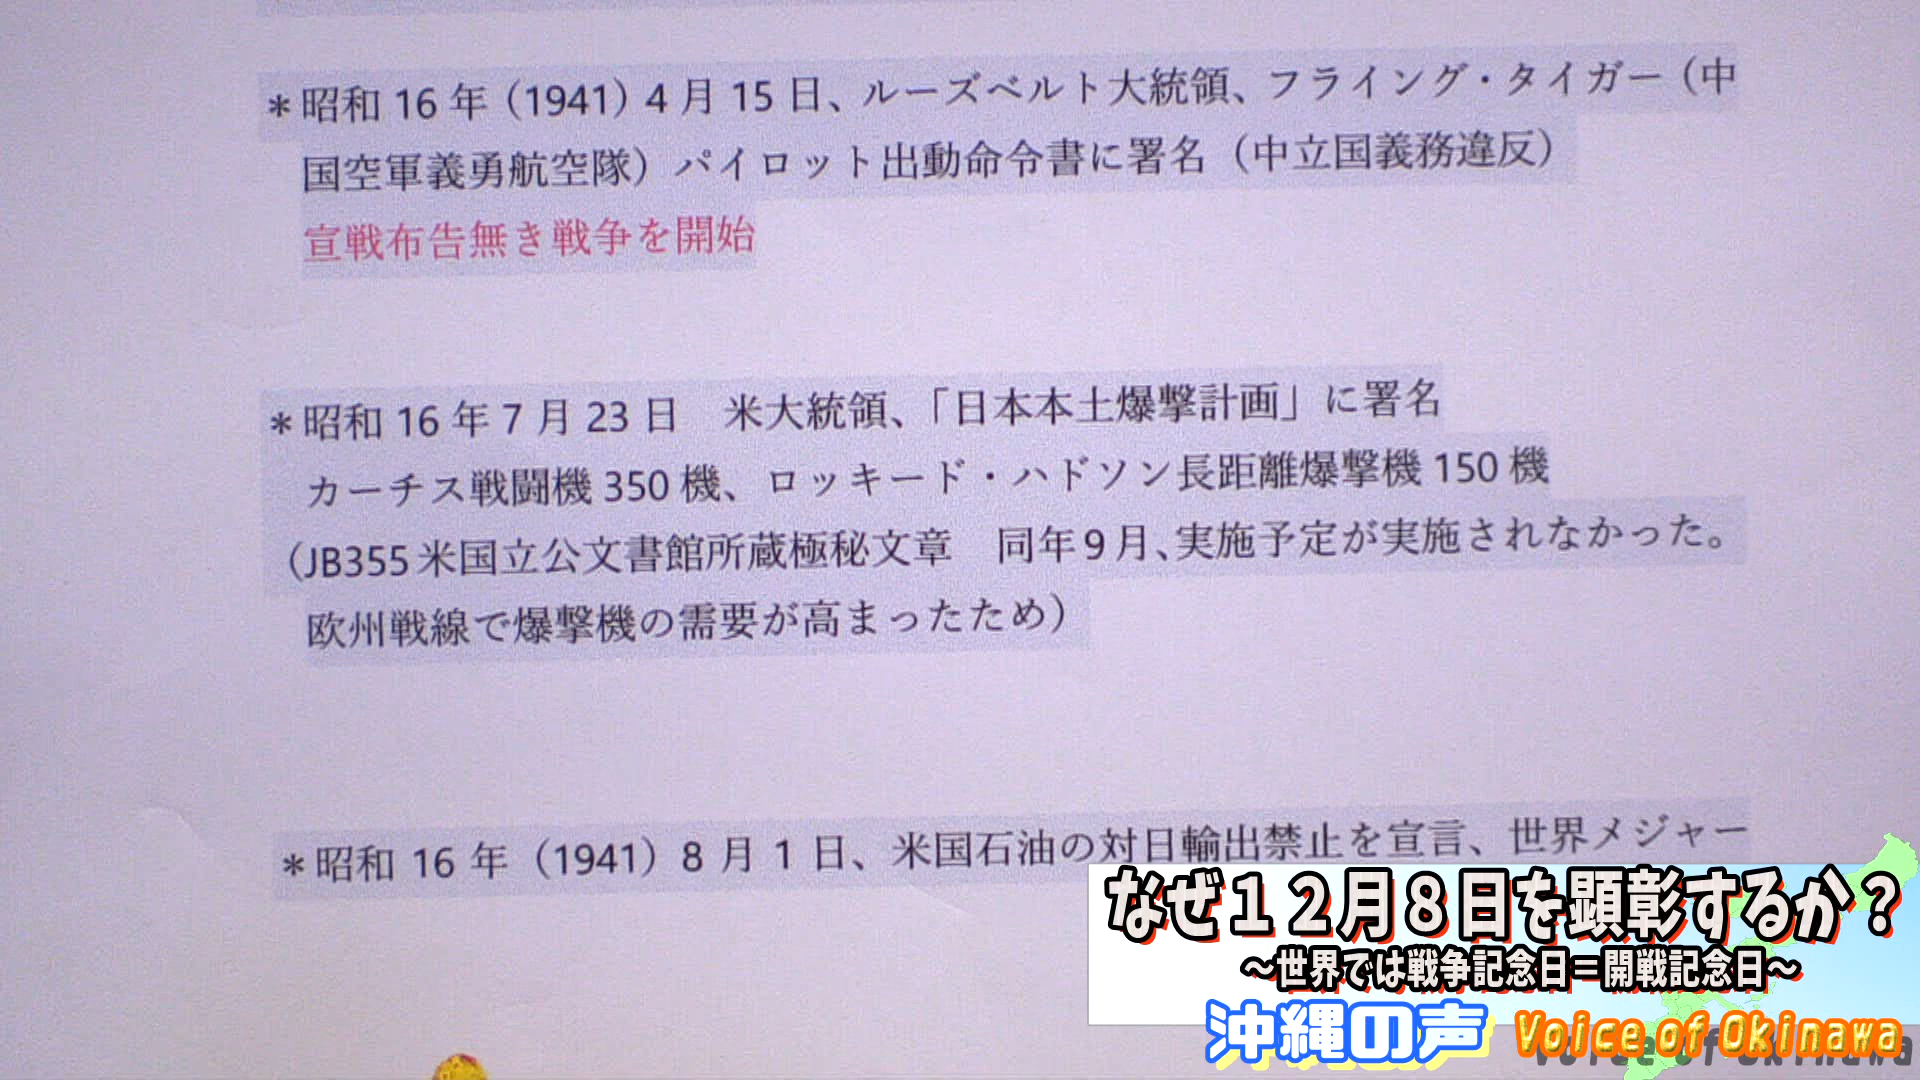 ＊昭和 16 年（1941）4 月 15 日、ルーズベルト大統領、フライング・タイガー（中
国空軍義勇航空隊）パイロット出動命令書に署名（中立国義務違反）
宣戦布告無き戦争を開始
＊昭和 16 年 7 月 23 日　米大統領、「日本本土爆撃計画」に署名
カーチス戦闘機 350 機、ロッキード・ハドソン長距離爆撃機 150 機
（JB355 米国立公文書館所蔵極秘文章　同年 9 月、実施予定が実施されなかった。
欧州戦線で爆撃機の需要が高まったため）
＊昭和 16 年（1941）8 月 1 日、米国石油の対日輸出禁止を宣言、世界メジャー
なぜ１２月８日を顕彰するか？
～世界では戦争記念日＝開戦記念日～
沖縄の声 Voice of Okinawa